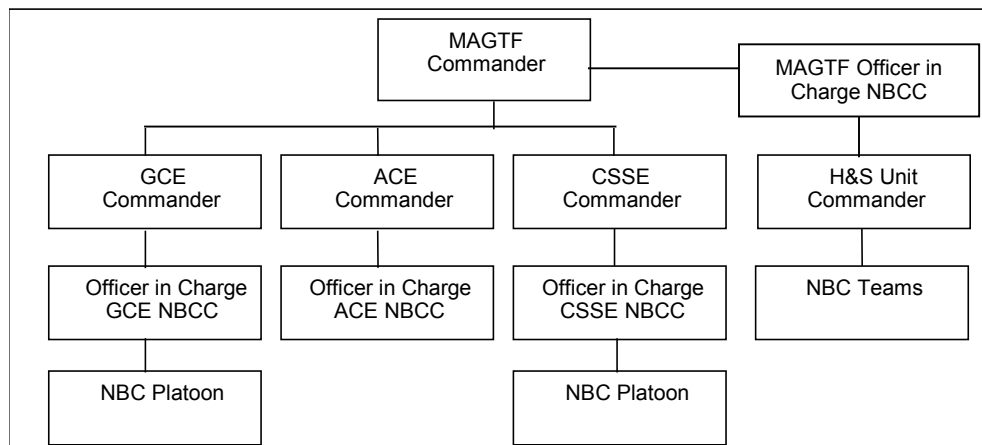 MAGTF
Commander
MAGTF Officer in
Charge NBCC
GCE
Commander
ACE
Commander
CSSE
Commander
H&S Unit
Commander
Officer in Charge
GCE NBCC
Officer in Charge
ACE NBCC
Officer in Charge
CSSE NBCC
NBC Teams
NBC Platoon
NBC Platoon